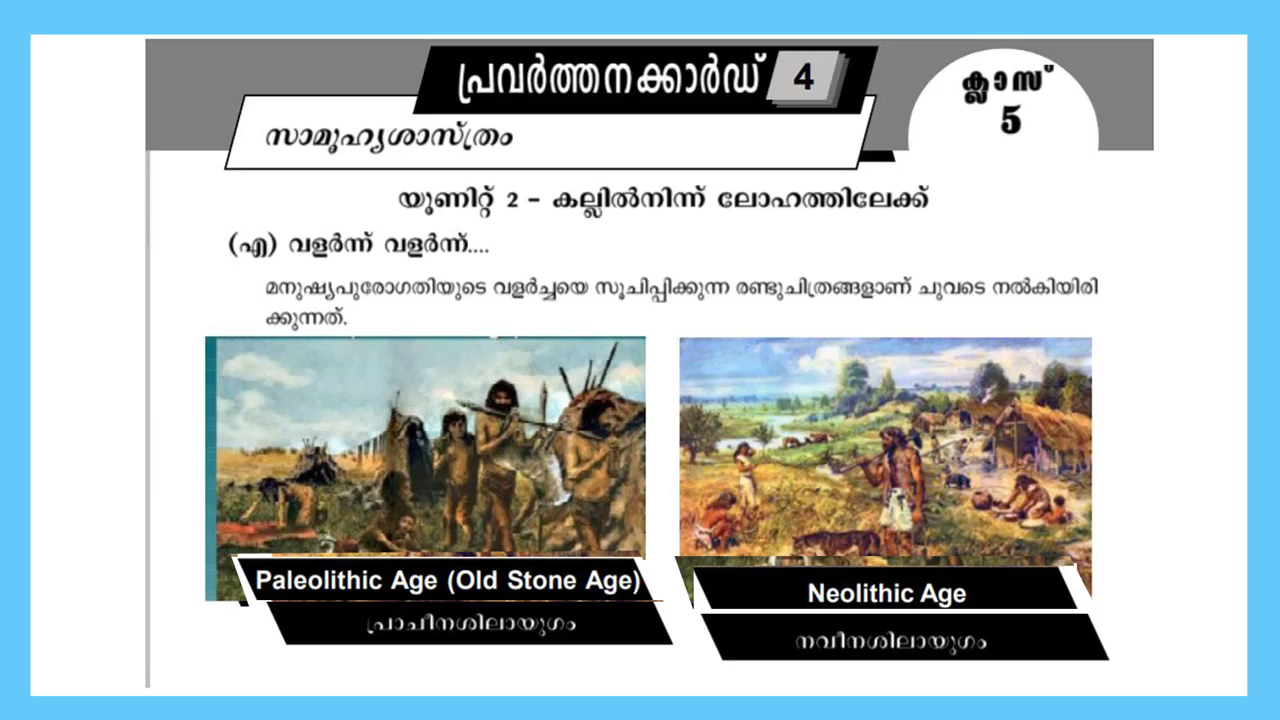 പ്രവർത്തനക്കാർഡ് 4
ക്ലാസ്
5
സാമൂഹ്യശാസ്ത്രം
യൂണിറ്റ് 2 - കല്ലിൽനിന്ന് ലോഹത്തിലേക്ക്
(എ) വളർന്ന് വളർന്ന്....
മനുഷ്യപുരോഗതിയുടെ വളർച്ചയെ സൂചിപ്പിക്കുന്ന രണ്ടുചിത്രങ്ങളാണ് ചുവടെ നൽകിയിരി
ക്കുന്നത്.
Paleolithic Age (Old Stone Age)
പ്രാചീനശിലായുഗം
Neolithic Age
നവീനശിലായുഗം